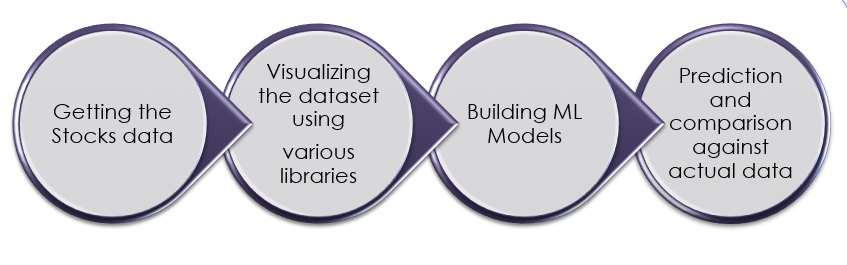 Getting the
Stocks data
Visualizing
the dataset
using
various
libraries
Building ML
Models
Prediction
and
comparison
against
actual data